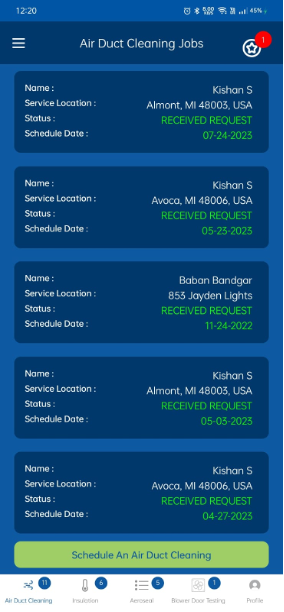 12:20
45%
Air Duct Cleaning Jobs
1
Name : Kishan S
Service Location : Almont, MI 48003, USA
Status : RECEIVED REQUEST
Schedule Date : 07-24-2023
Name : Kishan S
Service Location : Avoca, MI 48006, USA
Status : RECEIVED REQUEST
Schedule Date : 05-23-2023
Name : Baban Bandgar
Service Location : 853 Jayden Lights
Status : RECEIVED REQUEST
Schedule Date : 11-24-2022
Name : Kishan S
Service Location : Almont, MI 48003, USA
Status : RECEIVED REQUEST
Schedule Date : 05-03-2023
Name : Kishan S
Service Location : Avoca, MI 48006, USA
Status : RECEIVED REQUEST
Schedule Date : 04-27-2023
Schedule An Air Duct Cleaning
11 6 5 1
Air Duct Cleaning Insulation Aeroseal Blower Door Testing Profile